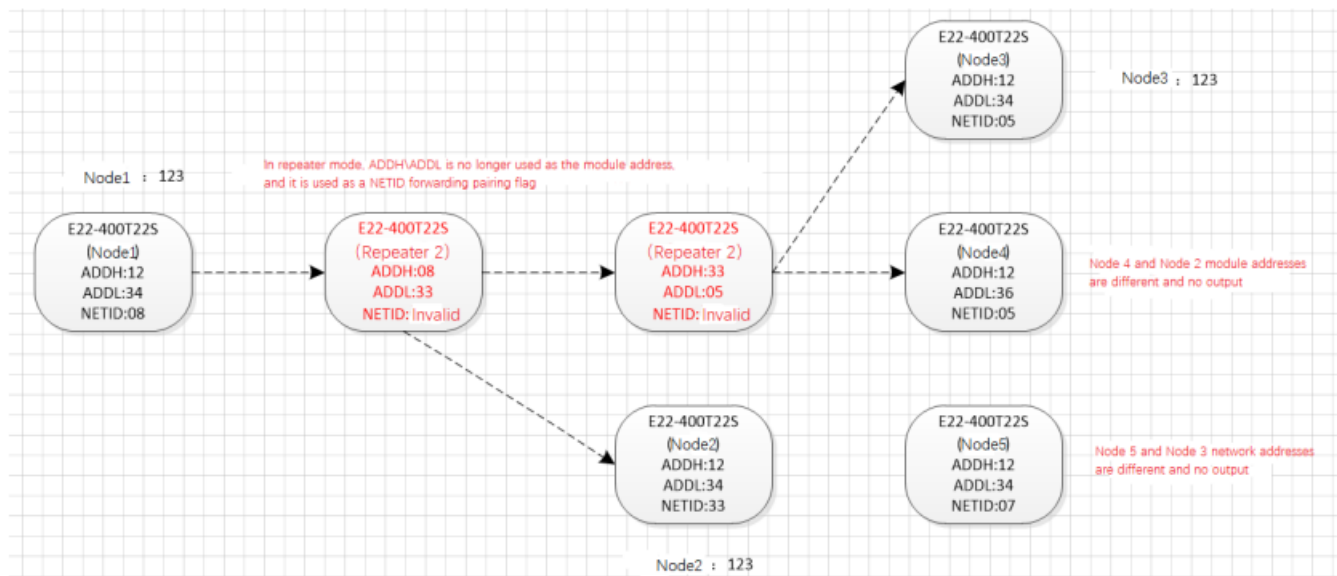 E22-400T22S
(Node3)
ADDH:12
ADDL:34
NETID:05
Node3 : 123
In repeater mode, ADDH\ADDL is no longer used as the module address,
and it is used as a NETID forwarding pairing flag
Node1 : 123
E22-400T22S
(Node1)
ADDH:12
ADDL:34
NETID:08
E22-400T22S
(Repeater 2)
ADDH:08
ADDL:33
NETID: Invalid
E22-400T22S
(Repeater 2)
ADDH:33
ADDL:05
NETID: Invalid
E22-400T22S
(Node4)
ADDH:12
ADDL:36
NETID:05
Node 4 and Node 2 module addresses
are different and no output
E22-400T22S
(Node2)
ADDH:12
ADDL:34
NETID:33
E22-400T22S
(Node5)
ADDH:12
ADDL:34
NETID:07
Node 5 and Node 3 network addresses
are different and no output
Node2 : 123